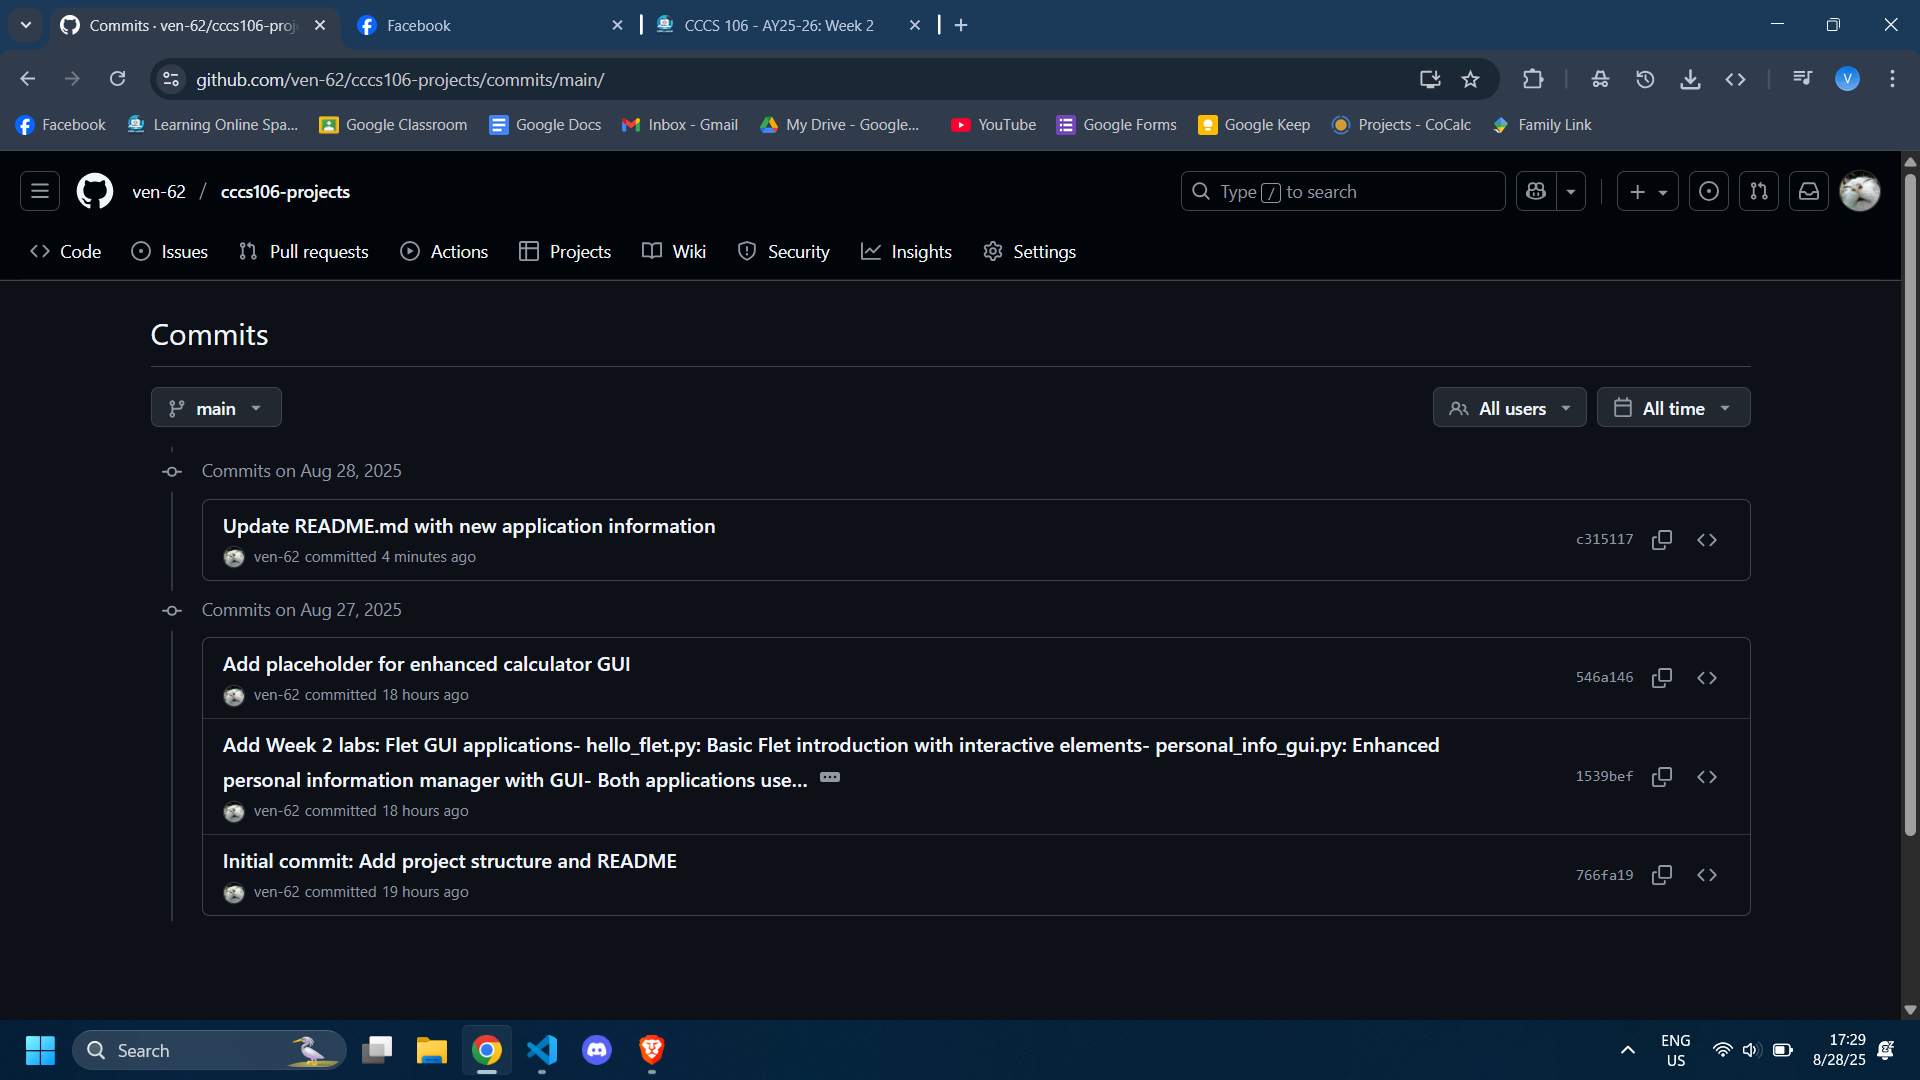 Commits · ven-62/cccs106-proj
Facebook
CCCS 106 - AY25-26: Week 2
github.com/ven-62/cccs106-projects/commits/main/
V
Facebook
Learning Online Spa...
Google Classroom
Google Docs
Inbox - Gmail
My Drive - Google...
YouTube
Google Forms
Google Keep
Projects - CoCalc
Family Link
ven-62 / cccs106-projects
Type / to search
Code
Issues
Pull requests
Actions
Projects
Wiki
Security
Insights
Settings
Commits
main
All users
All time
Commits on Aug 28, 2025
Update README.md with new application information
ven-62 committed 4 minutes ago
c315117
Commits on Aug 27, 2025
Add placeholder for enhanced calculator GUI
ven-62 committed 18 hours ago
546a146
Add Week 2 labs: Flet GUI applications- hello_flet.py: Basic Flet introduction with interactive elements- personal_info_gui.py: Enhanced
personal information manager with GUI- Both applications use...
ven-62 committed 18 hours ago
1539bef
Initial commit: Add project structure and README
ven-62 committed 19 hours ago
766fa19
Search
ENG
US
17:29
8/28/25